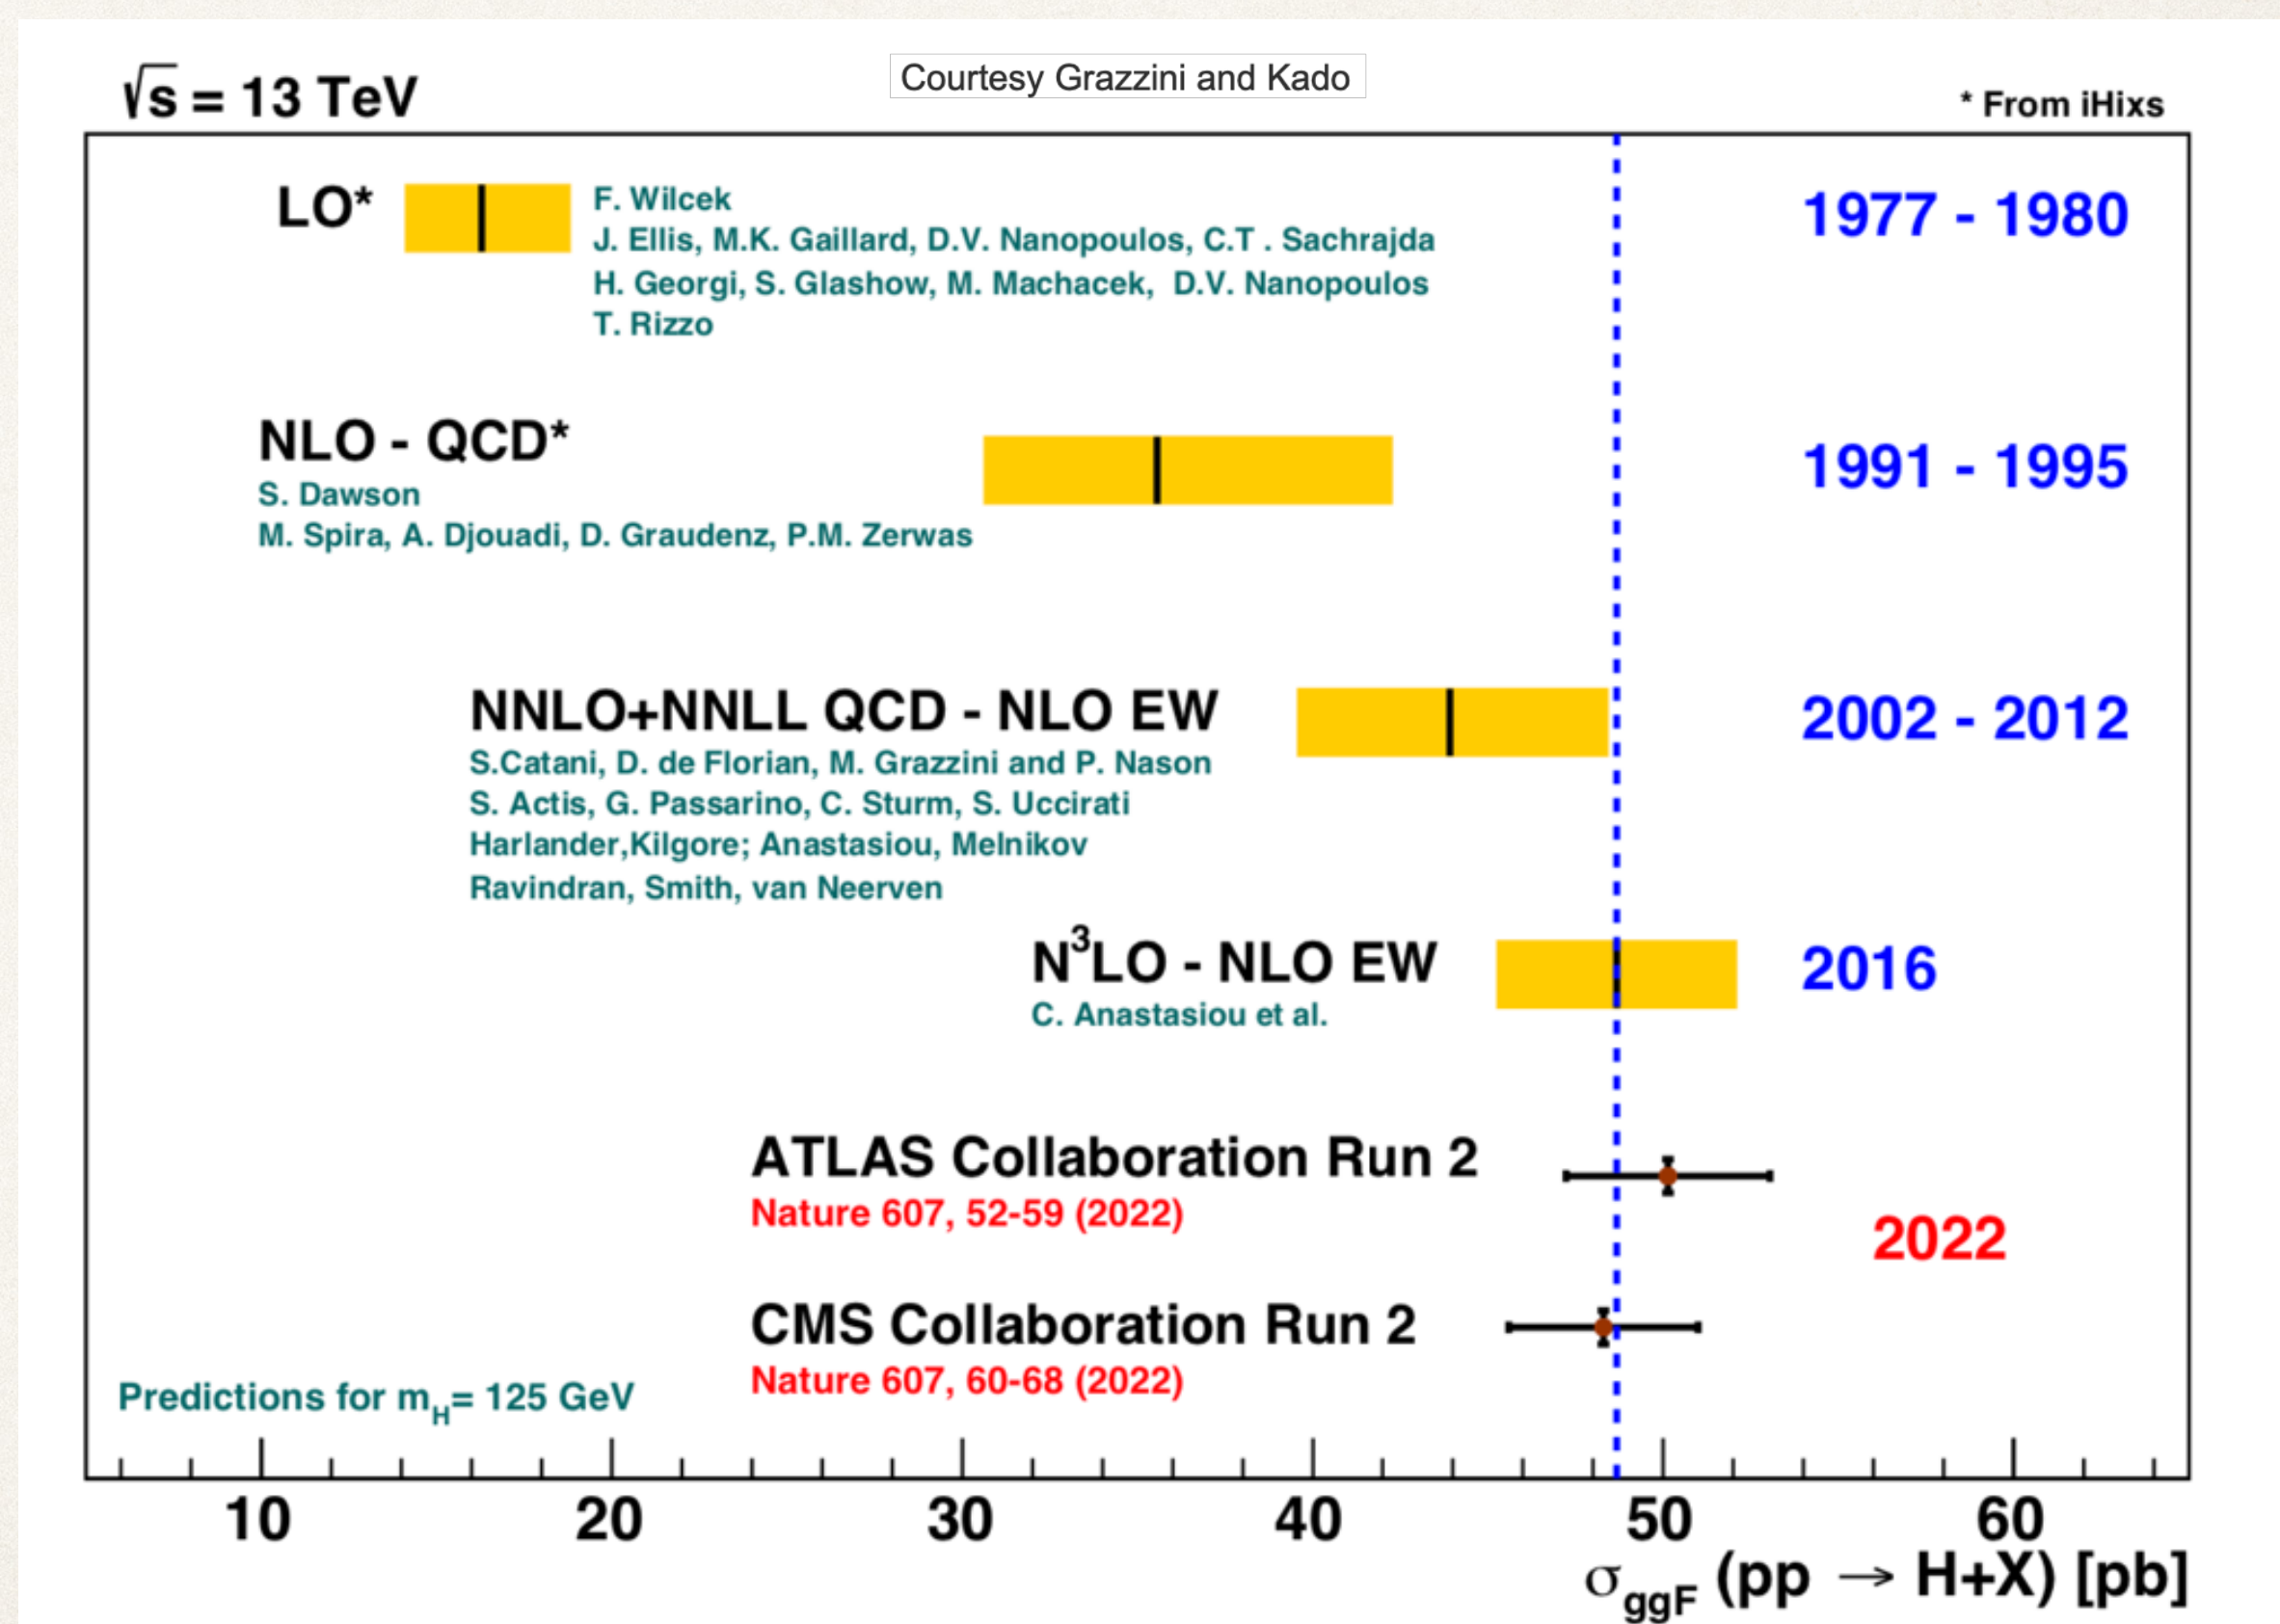 √s = 13 TeV
Courtesy Grazzini and Kado
* From iHixs
LO*
F. Wilcek
J. Ellis, M.K. Gaillard, D.V. Nanopoulos, C.T . Sachrajda
H. Georgi, S. Glashow, M. Machacek,  D.V. Nanopoulos
T. Rizzo
1977 - 1980
NLO - QCD*
S. Dawson
M. Spira, A. Djouadi, D. Graudenz, P.M. Zerwas
1991 - 1995
NNLO+NNLL QCD - NLO EW
S.Catani, D. de Florian, M. Grazzini and P. Nason
S. Actis, G. Passarino, C. Sturm, S. Uccirati
Harlander,Kilgore; Anastasiou, Melnikov
Ravindran, Smith, van Neerven
2002 - 2012
N³LO - NLO EW
C. Anastasiou et al.
2016
ATLAS Collaboration Run 2
Nature 607, 52-59 (2022)
2022
CMS Collaboration Run 2
Nature 607, 60-68 (2022)
Predictions for m_H= 125 GeV
10 20 30 40 50 60
σ_ggF (pp → H+X) [pb]